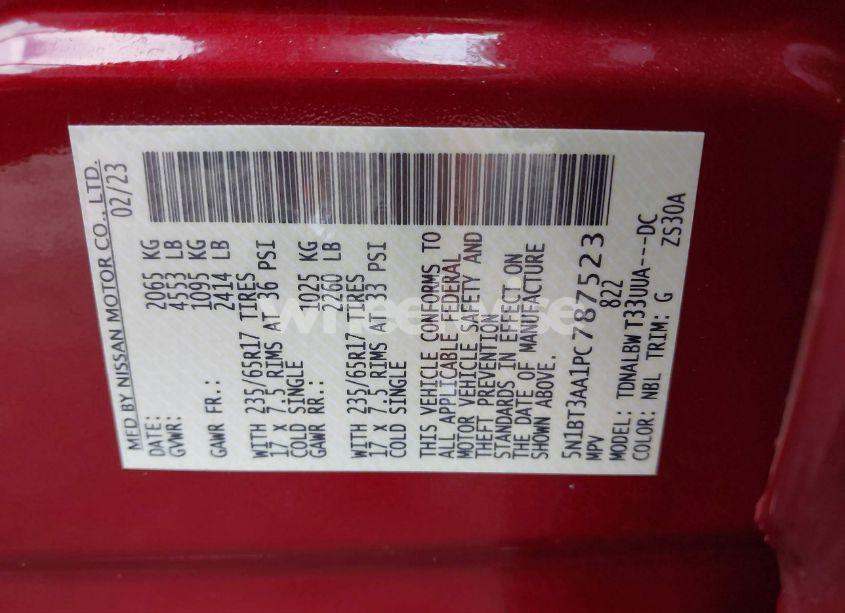 MFD BY NISSAN MOTOR CO., LTD.
DATE: 02/23
GVWR: 2065 KG
4553 LB
GAWR FR.: 1095 KG
2414 LB
WITH 235/65R17 TIRES
17 X 7.5 RIMS AT 36 PSI
COLD SINGLE
GAWR RR.: 1025 KG
2260 LB
WITH 235/65R17 TIRES
17 X 7.5 RIMS AT 33 PSI
COLD SINGLE
THIS VEHICLE CONFORMS TO
ALL APPLICABLE FEDERAL
MOTOR VEHICLE SAFETY AND
THEFT PREVENTION
STANDARDS IN EFFECT ON
THE DATE OF MANUFACTURE
SHOWN ABOVE.
5N1BT3AA1PC787523
MPV 822
MODEL: TDNALBW T33UUA----DC
COLOR: NBL TRIM: G ZS30A
wheelwise